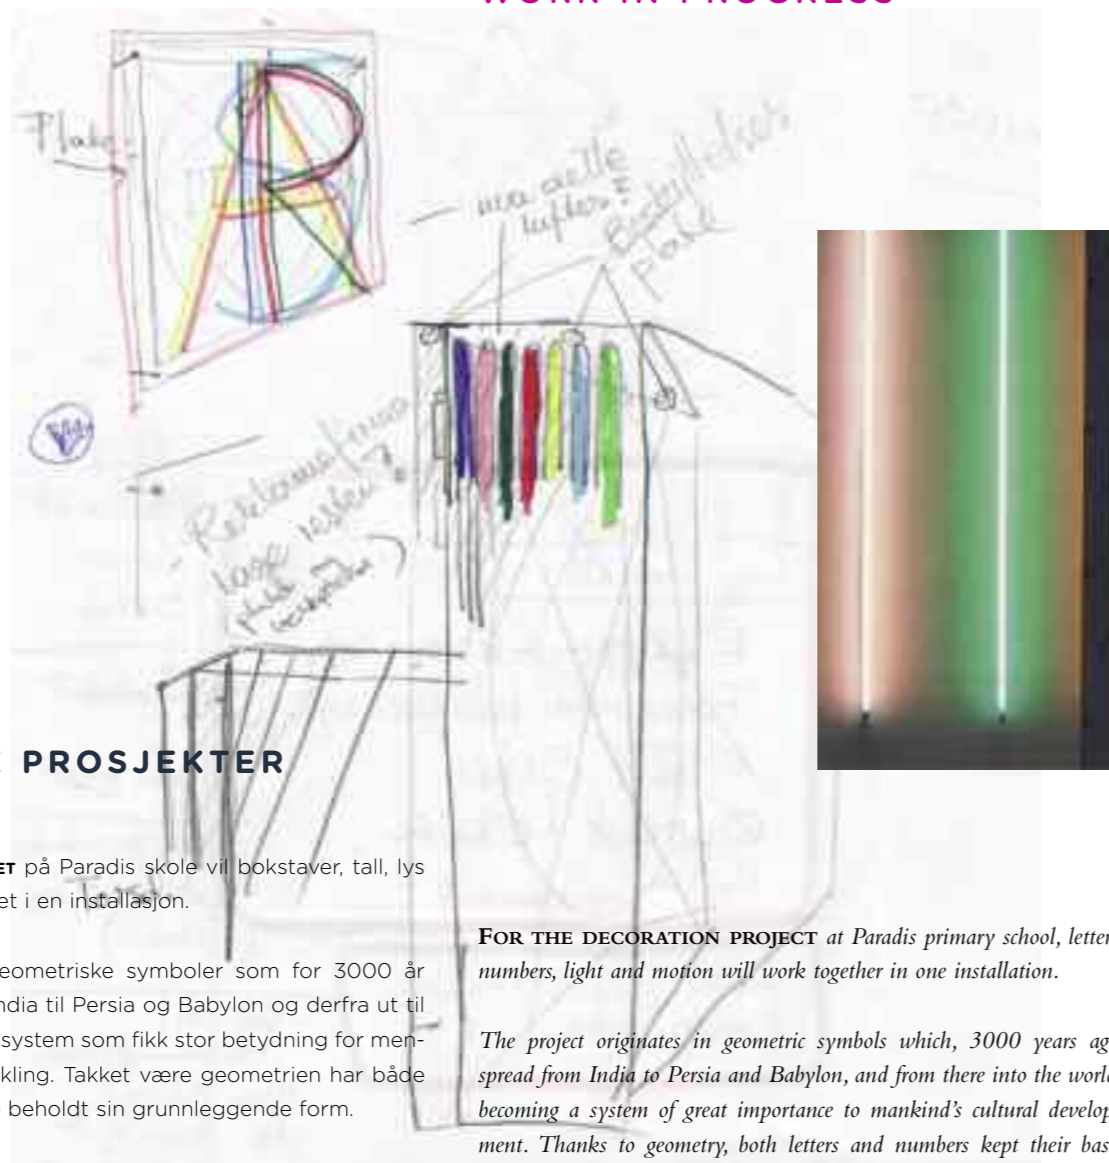 WORK IN PROGRESS
Plate
PROSJEKTER
ET på Paradis skole vil bokstaver, tall, lys
et i en installasjon.
eometriske symboler som for 3000 år
ndia til Persia og Babylon og derfra ut til
system som fikk stor betydning for men-
kling. Takket være geometrien har både
beholdt sin grunnleggende form.
FOR THE DECORATION PROJECT at Paradis primary school, letter
numbers, light and motion will work together in one installation.
The project originates in geometric symbols which, 3000 years ag
spread from India to Persia and Babylon, and from there into the world
becoming a system of great importance to mankind's cultural develop
ment. Thanks to geometry, both letters and numbers kept their bas